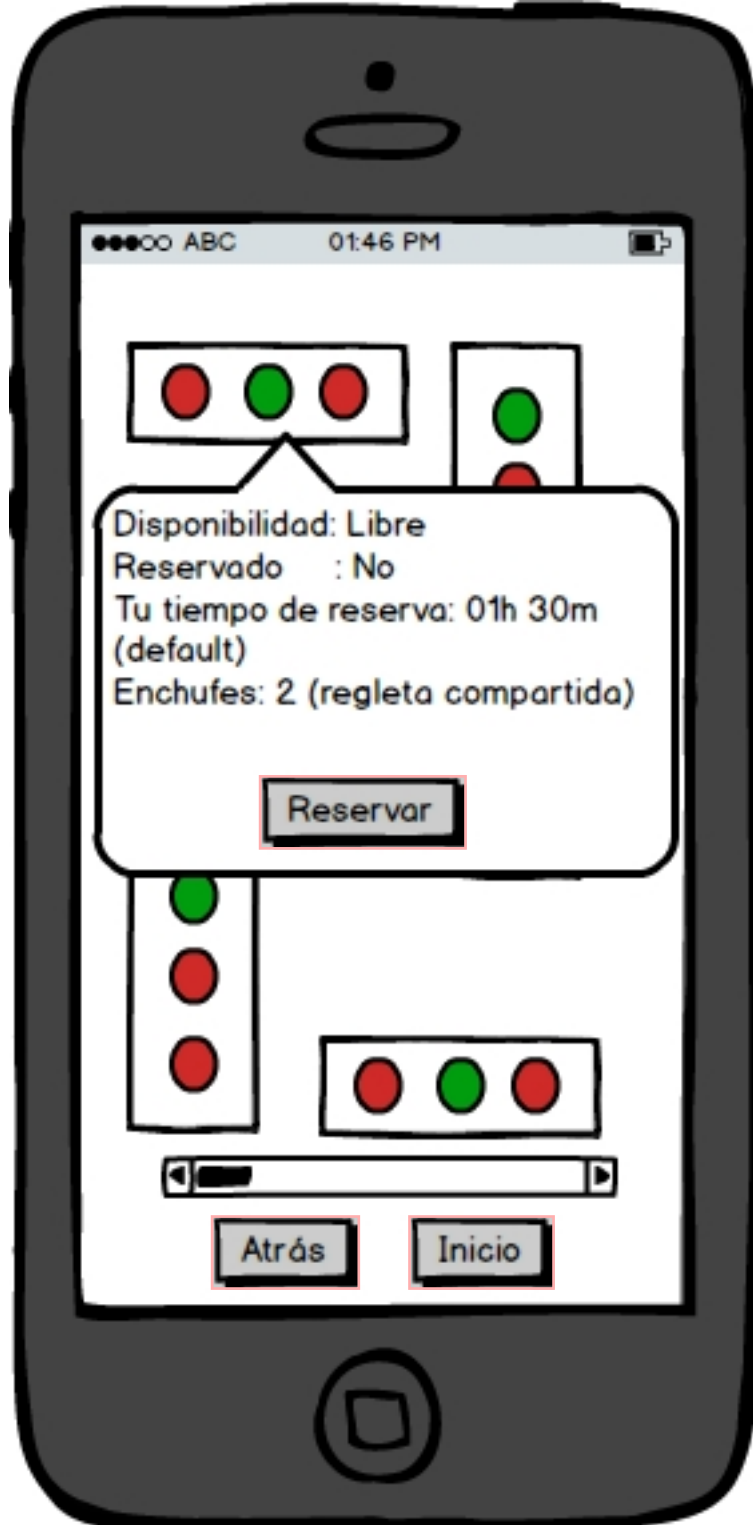 ABC 01:46 PM
Disponibilidad: Libre
Reservado : No
Tu tiempo de reserva: 01h 30m
(default)
Enchufes: 2 (regleta compartida)
Reservar
Atrás Inicio